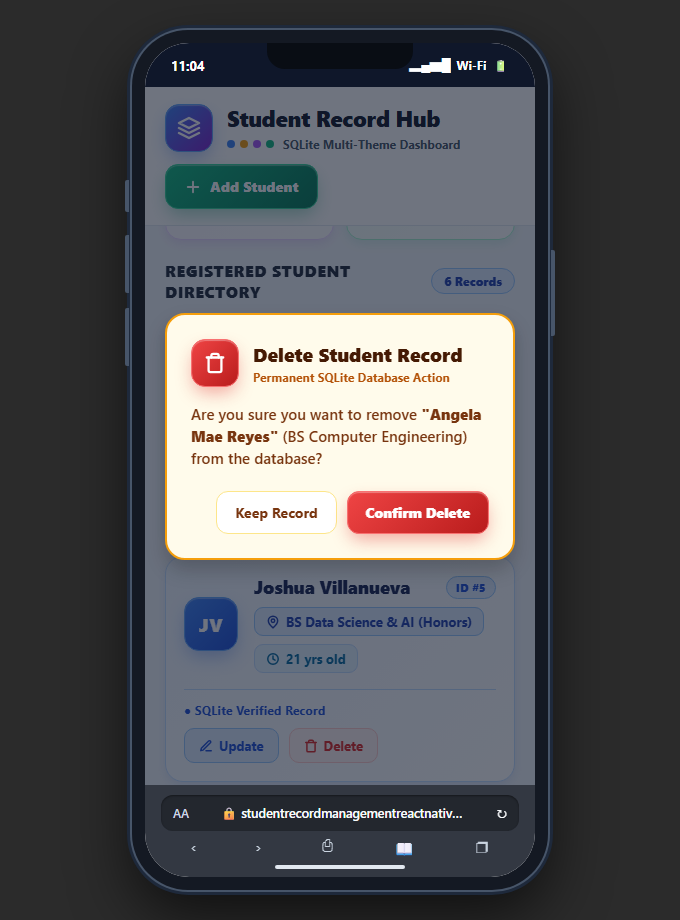 11:04
Wi-Fi
Student Record Hub
SQLite Multi-Theme Dashboard
+ Add Student
REGISTERED STUDENT
DIRECTORY
6 Records
Delete Student Record
Permanent SQLite Database Action
Are you sure you want to remove "Angela
Mae Reyes" (BS Computer Engineering)
from the database?
Keep Record
Confirm Delete
Joshua Villanueva
ID #5
JV
BS Data Science & AI (Honors)
21 yrs old
• SQLite Verified Record
Update
Delete
AA
studentrecordmanagementreactnativ...